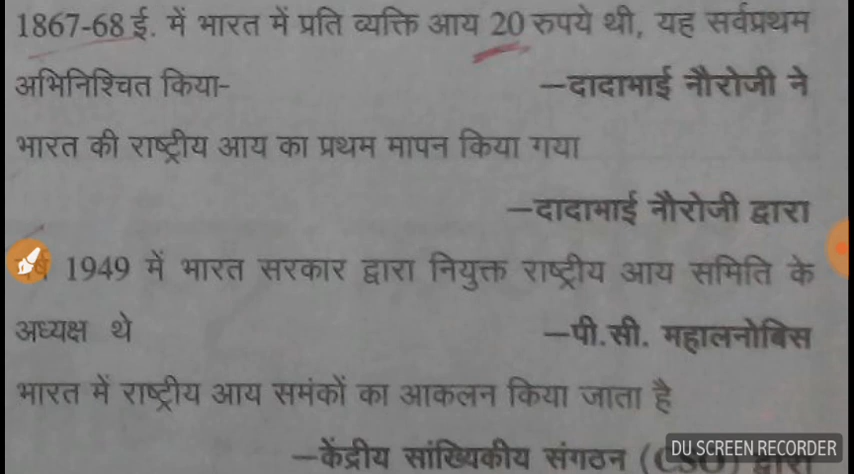 1867-68 ई. में भारत में प्रति व्यक्ति आय 20 रुपये थी, यह सर्वप्रथम
अभिनिश्चित किया- —दादाभाई नौरोजी ने
भारत की राष्ट्रीय आय का प्रथम मापन किया गया
—दादाभाई नौरोजी द्वारा
1949 में भारत सरकार द्वारा नियुक्त राष्ट्रीय आय समिति के
अध्यक्ष थे —पी.सी. महालनोबिस
भारत में राष्ट्रीय आय समंकों का आकलन किया जाता है
—केंद्रीय सांख्यिकीय संगठन
DU SCREEN RECORDER